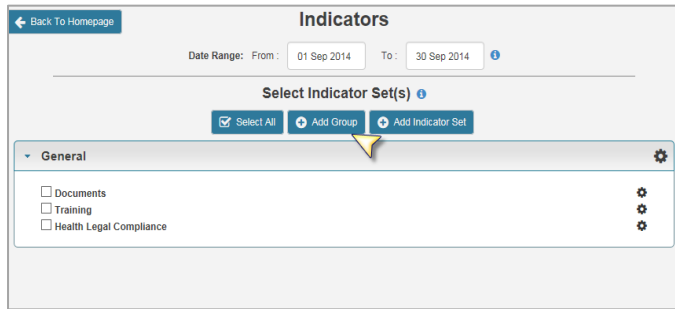 Back To Homepage
Indicators
Date Range: From : 01 Sep 2014 To : 30 Sep 2014
Select Indicator Set(s)
Select All Add Group Add Indicator Set
General
Documents
Training
Health Legal Compliance